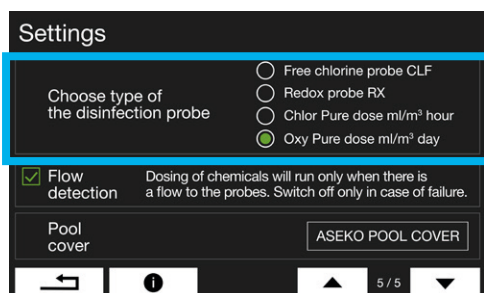 Settings
Choose type of
the disinfection probe
Free chlorine probe CLF
Redox probe RX
Chlor Pure dose ml/m³ hour
Oxy Pure dose ml/m³ day
Flow
detection
Dosing of chemicals will run only when there is
a flow to the probes. Switch off only in case of failure.
Pool
cover
ASEKO POOL COVER
i
5/5